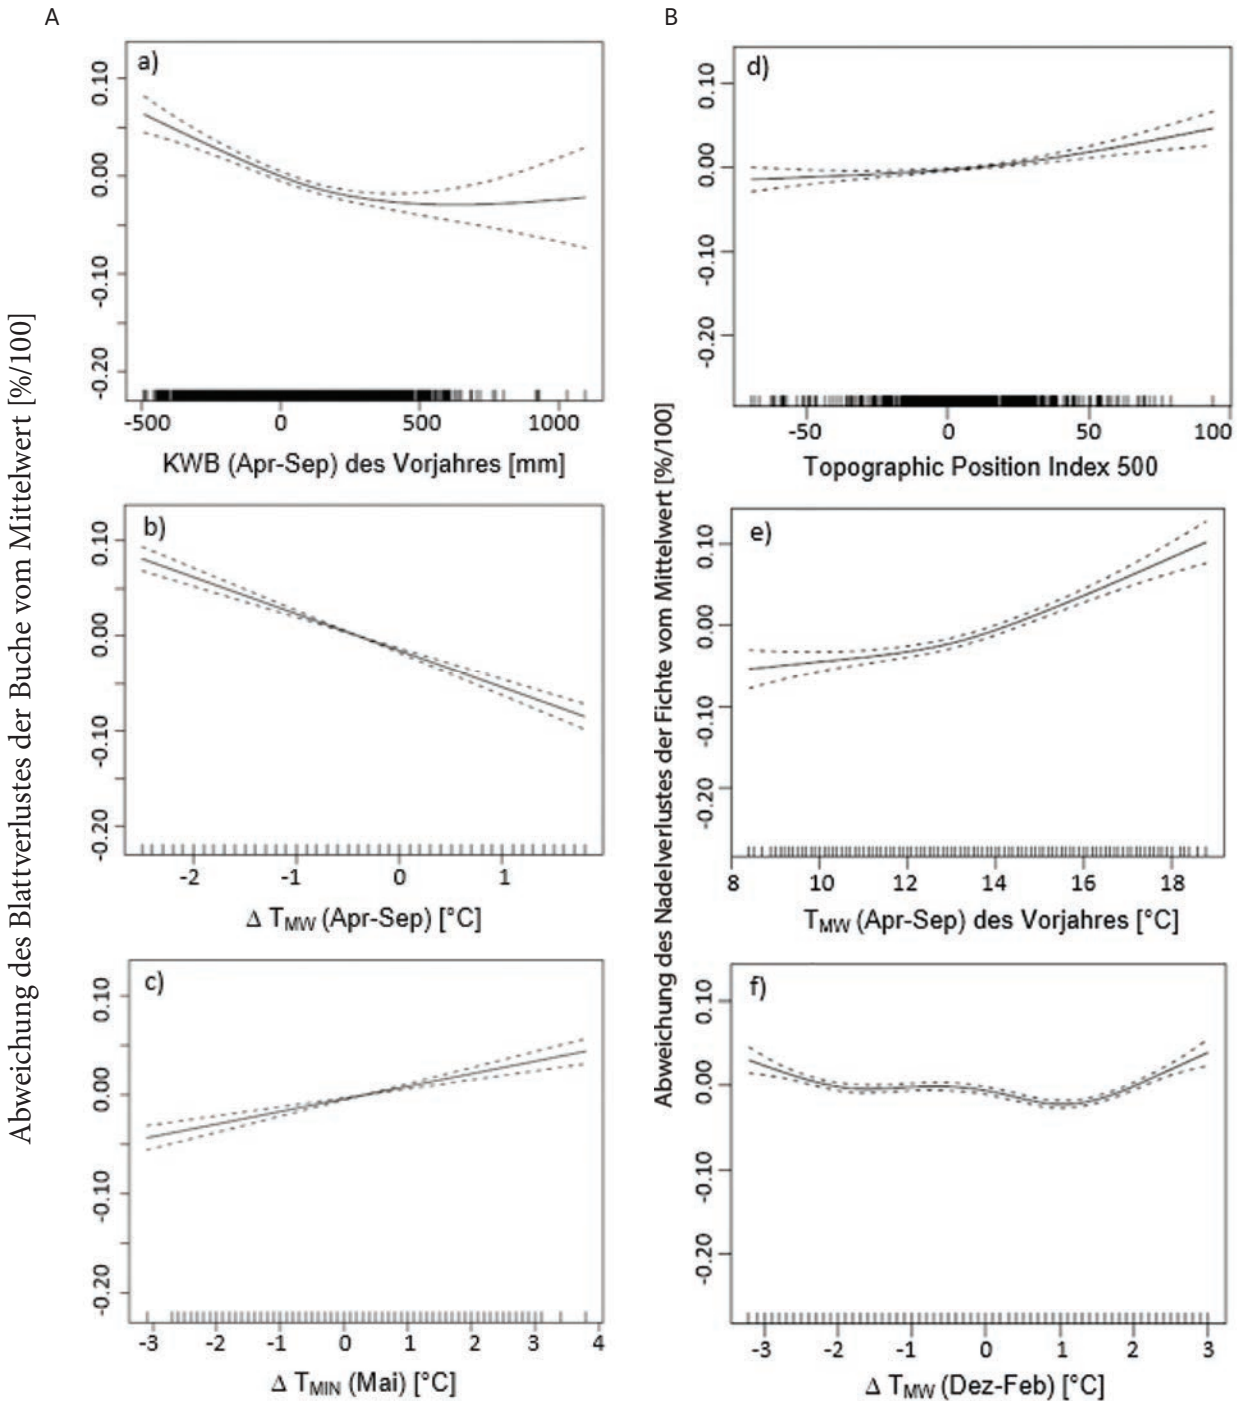 A
Abweichung des Blattverlustes der Buche vom Mittelwert [%/100]
a)
0.10
0.00
-0.10
-0.20
-500 0 500 1000
KWB (Apr-Sep) des Vorjahres [mm]
b)
0.10
0.00
-0.10
-0.20
-2 -1 0 1
Δ TMW (Apr-Sep) [°C]
c)
0.10
0.00
-0.10
-0.20
-3 -2 -1 0 1 2 3 4
Δ TMIN (Mai) [°C]
B
Abweichung des Nadelverlustes der Fichte vom Mittelwert [%/100]
d)
0.10
0.00
-0.10
-0.20
-50 0 50 100
Topographic Position Index 500
e)
0.10
0.00
-0.10
-0.20
8 10 12 14 16 18
TMW (Apr-Sep) des Vorjahres [°C]
f)
0.10
0.00
-0.10
-0.20
-3 -2 -1 0 1 2 3
Δ TMW (Dez-Feb) [°C]